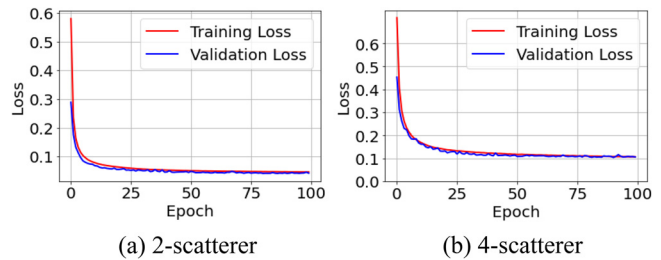 0.6
0.5
0.4
0.3
0.2
0.1
Loss
Training Loss
Validation Loss
0 25 50 75 100
Epoch
(a) 2-scatterer
0.6
0.5
0.4
0.3
0.2
0.1
0.0
Loss
Training Loss
Validation Loss
0 25 50 75 100
Epoch
(b) 4-scatterer